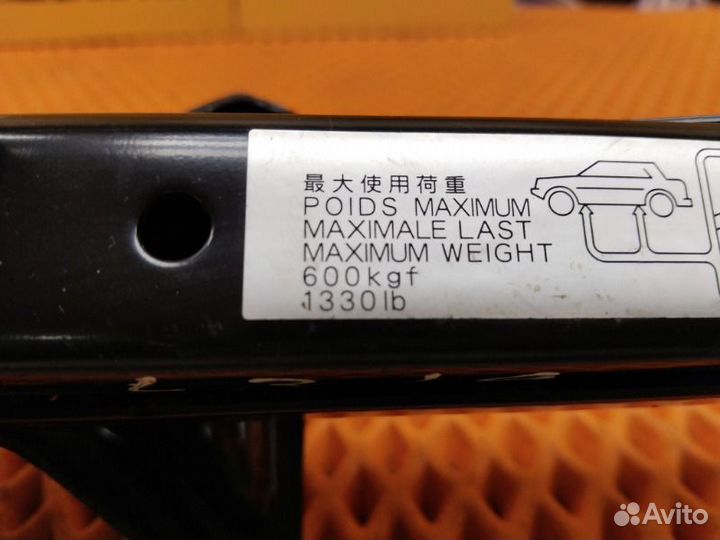 最大使用荷重
POIDS MAXIMUM
MAXIMALE LAST
MAXIMUM WEIGHT
600kgf
1330lb
Avito